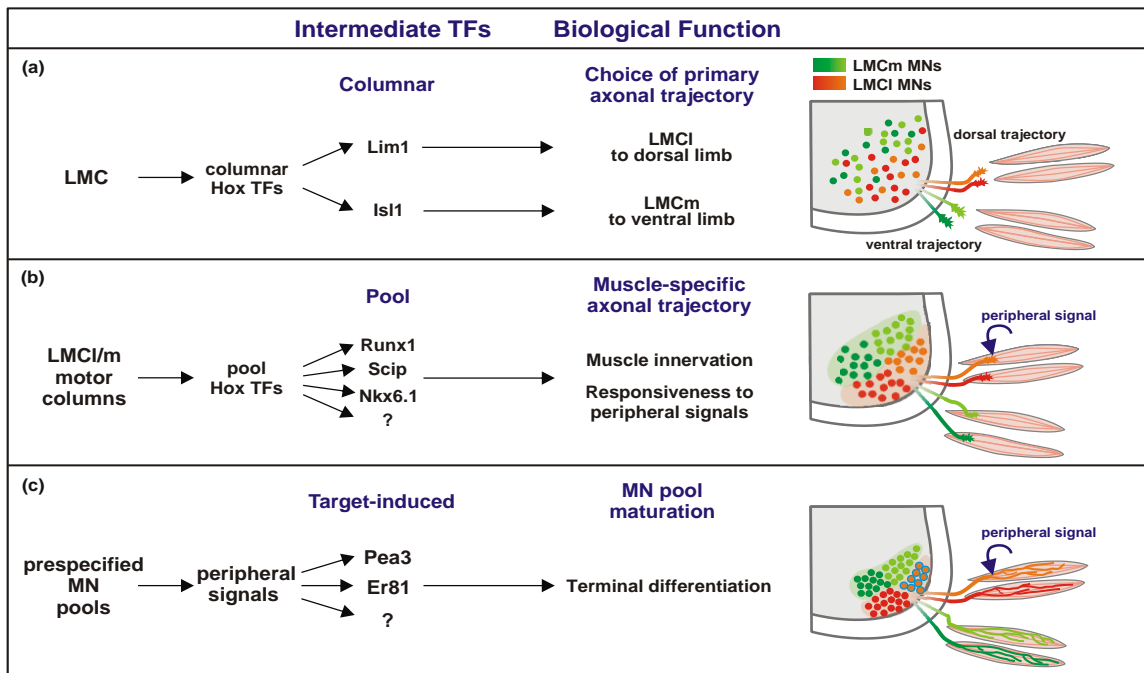 Intermediate TFs Biological Function
(a)
Columnar
Choice of primary
axonal trajectory
LMCm MNs
LMCl MNs
LMC
columnar
Hox TFs
Lim1
Isl1
LMCl
to dorsal limb
LMCm
to ventral limb
dorsal trajectory
ventral trajectory
(b)
Pool
Muscle-specific
axonal trajectory
LMCl/m
motor
columns
pool
Hox TFs
Runx1
Scip
Nkx6.1
?
Muscle innervation
Responsiveness to
peripheral signals
peripheral signal
(c)
Target-induced
MN pool
maturation
prespecified
MN
pools
peripheral
signals
Pea3
Er81
?
Terminal differentiation
peripheral signal